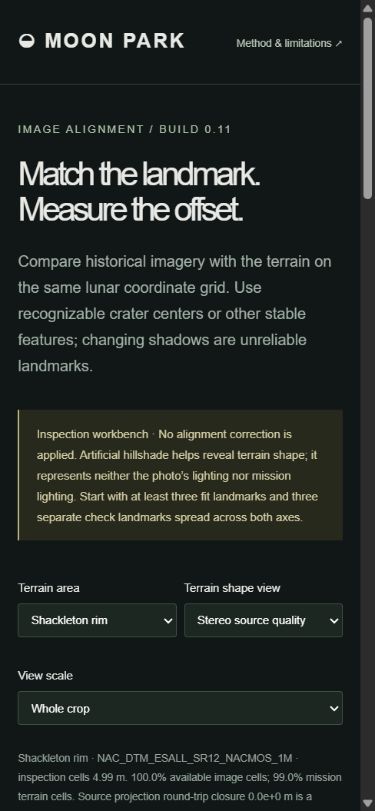 MOON PARK
Method & limitations ↗
IMAGE ALIGNMENT / BUILD 0.11
Match the landmark.
Measure the offset.
Compare historical imagery with the terrain on
the same lunar coordinate grid. Use
recognizable crater centers or other stable
features; changing shadows are unreliable
landmarks.
Inspection workbench · No alignment correction is
applied. Artificial hillshade helps reveal terrain shape; it
represents neither the photo's lighting nor mission
lighting. Start with at least three fit landmarks and three
separate check landmarks spread across both axes.
Terrain area
Terrain shape view
Shackleton rim
Stereo source quality
View scale
Whole crop
Shackleton rim · NAC_DTM_ESALL_SR12_NACMOS_1M ·
inspection cells 4.99 m. 100.0% available image cells; 99.0% mission
terrain cells. Source projection round-trip closure 0.0e+0 m is a